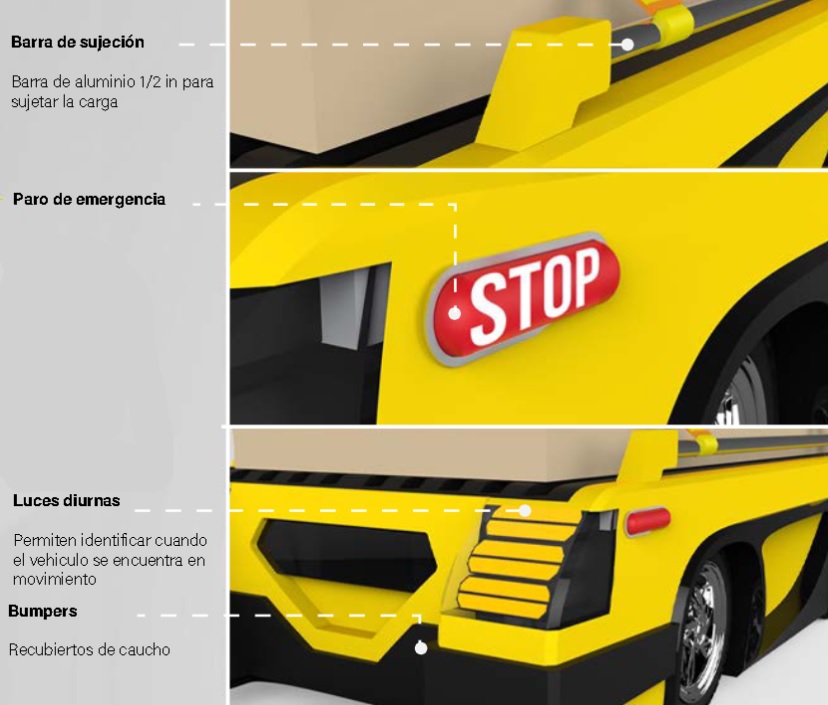 Barra de sujeción
Barra de aluminio 1/2 in para
sujetar la carga
Paro de emergencia
STOP
Luces diurnas
Permiten identificar cuando
el vehiculo se encuentra en
movimiento
Bumpers
Recubiertos de caucho